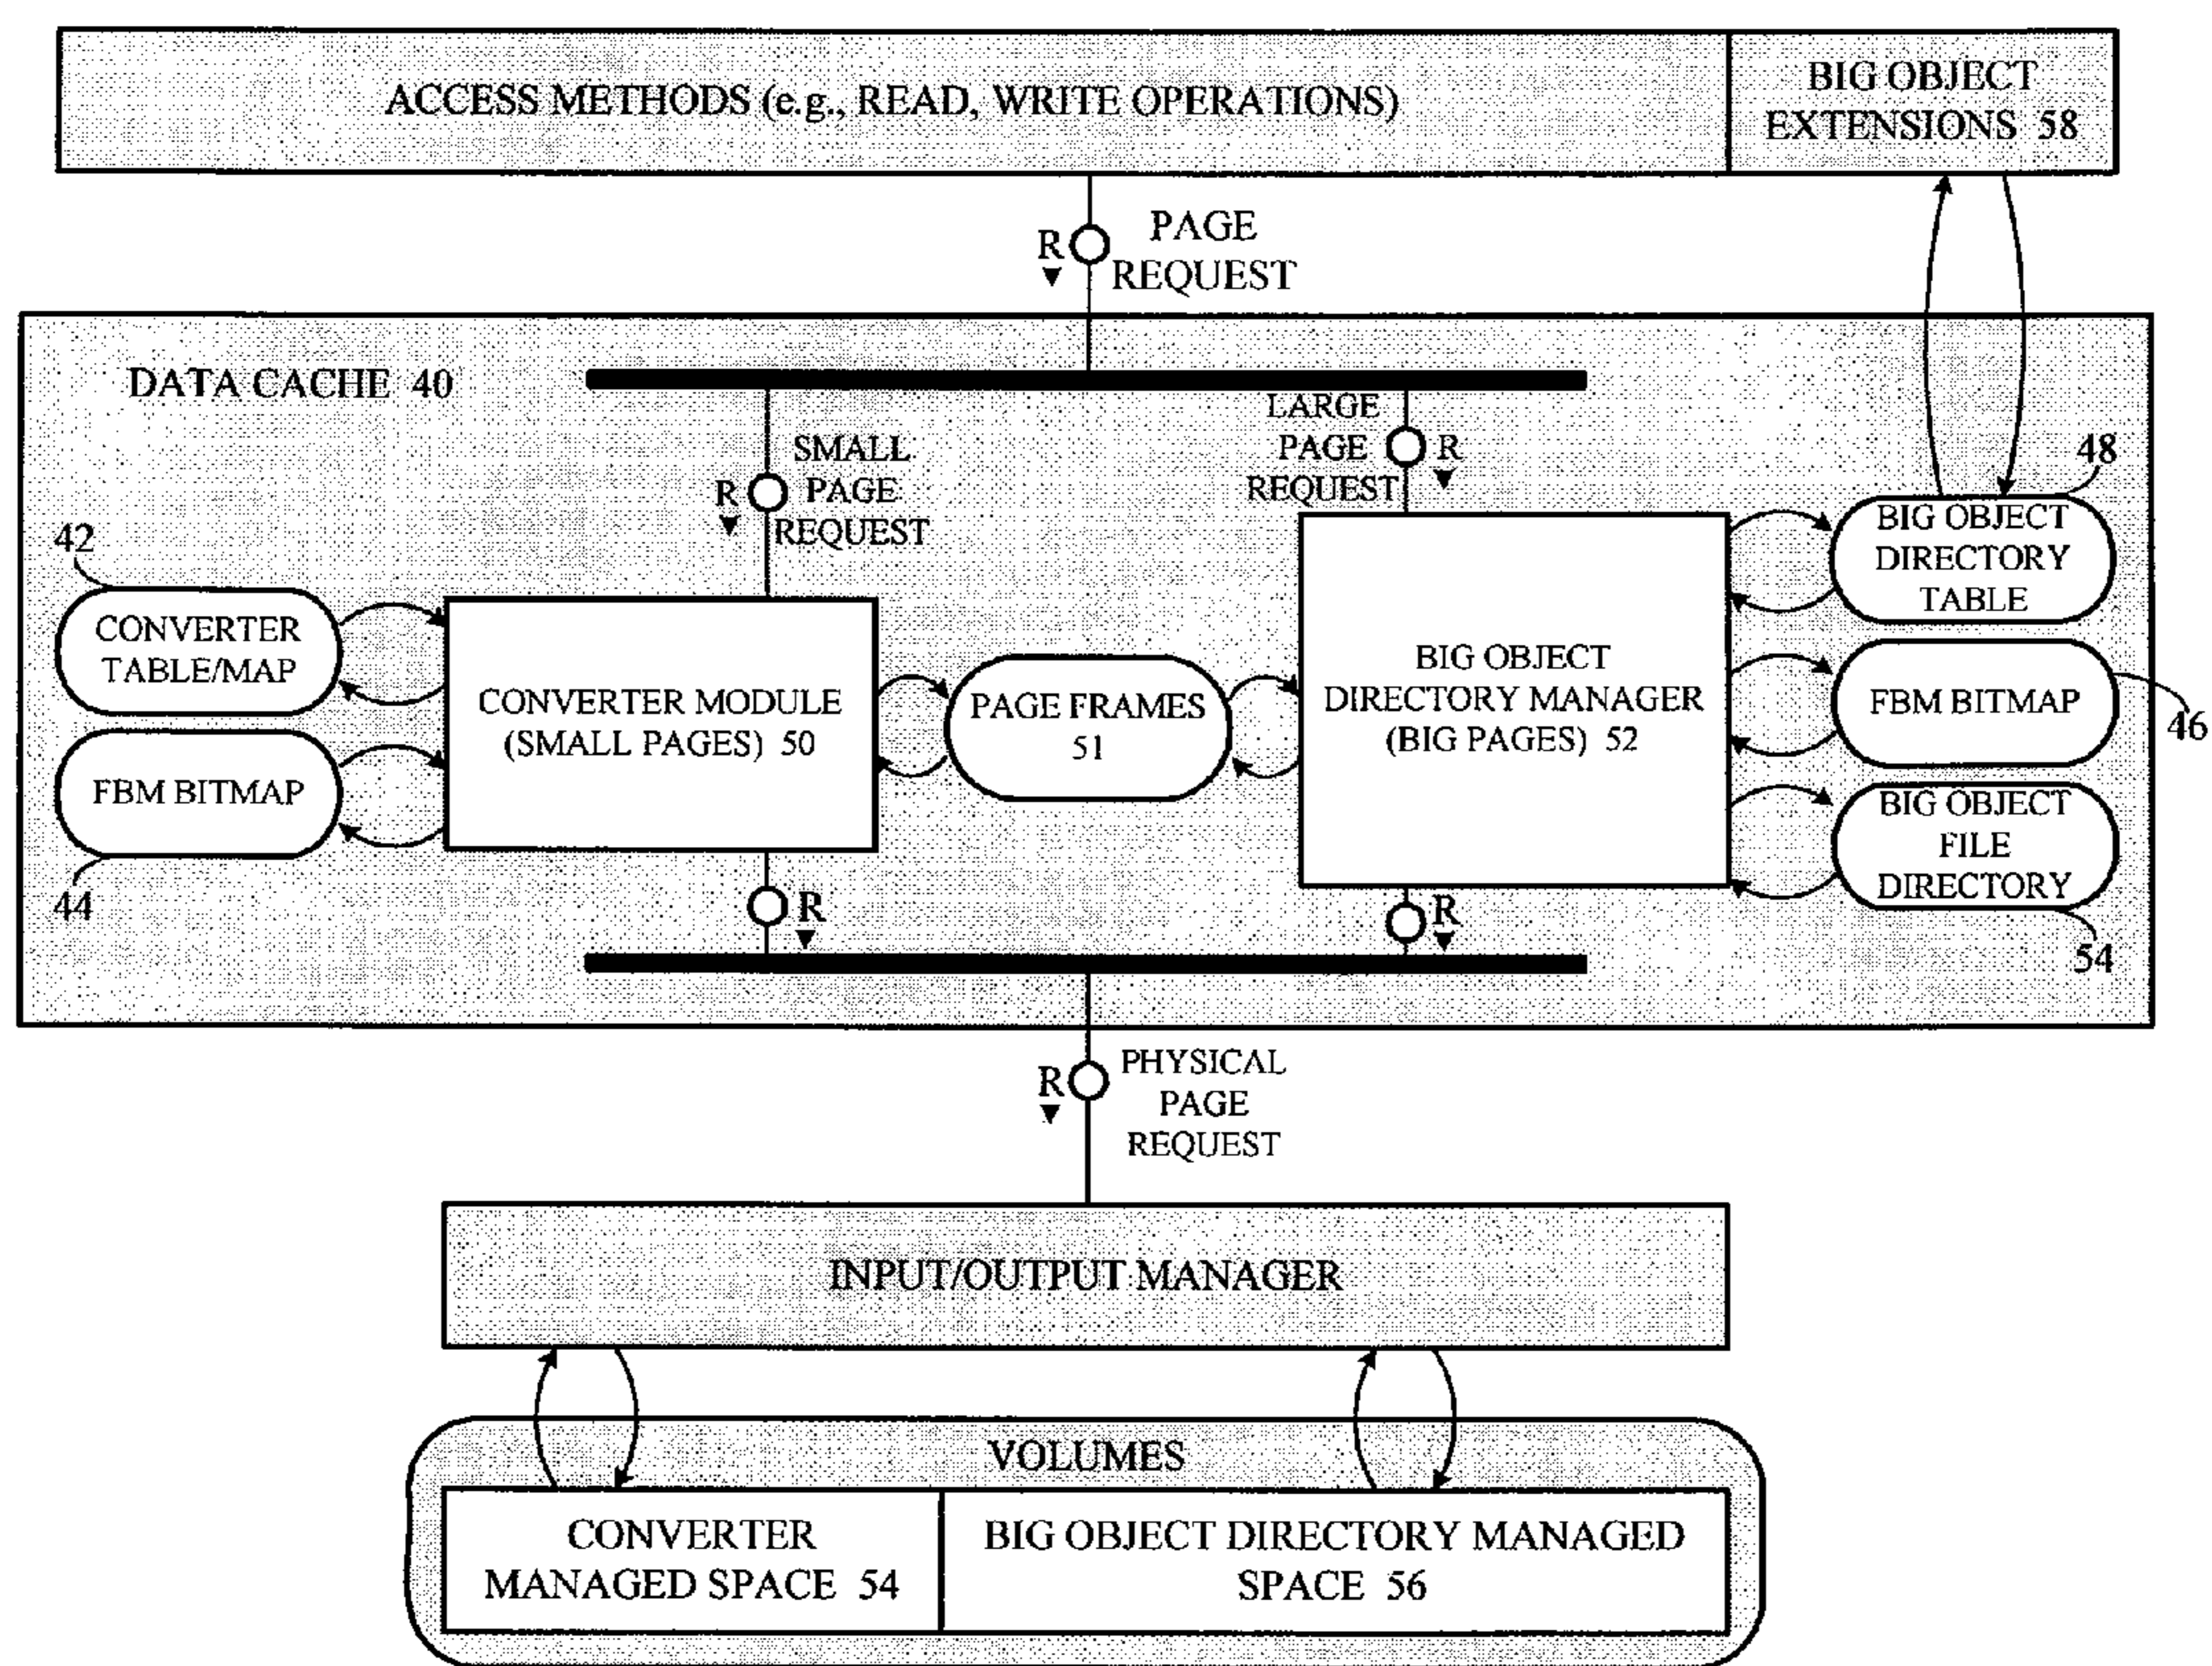 ACCESS METHODS (e.g., READ, WRITE OPERATIONS)
BIG OBJECT
EXTENSIONS 58
R
PAGE
REQUEST
DATA CACHE 40
SMALL
PAGE
REQUEST
R
LARGE
PAGE
REQUEST
R
42
CONVERTER
TABLE/MAP
FBM BITMAP
44
CONVERTER MODULE
(SMALL PAGES) 50
PAGE FRAMES
51
BIG OBJECT
DIRECTORY MANAGER
(BIG PAGES) 52
48
BIG OBJECT
DIRECTORY
TABLE
FBM BITMAP
46
BIG OBJECT
FILE
DIRECTORY
54
R
R
R
PHYSICAL
PAGE
REQUEST
INPUT/OUTPUT MANAGER
VOLUMES
CONVERTER
MANAGED SPACE 54
BIG OBJECT DIRECTORY MANAGED
SPACE 56